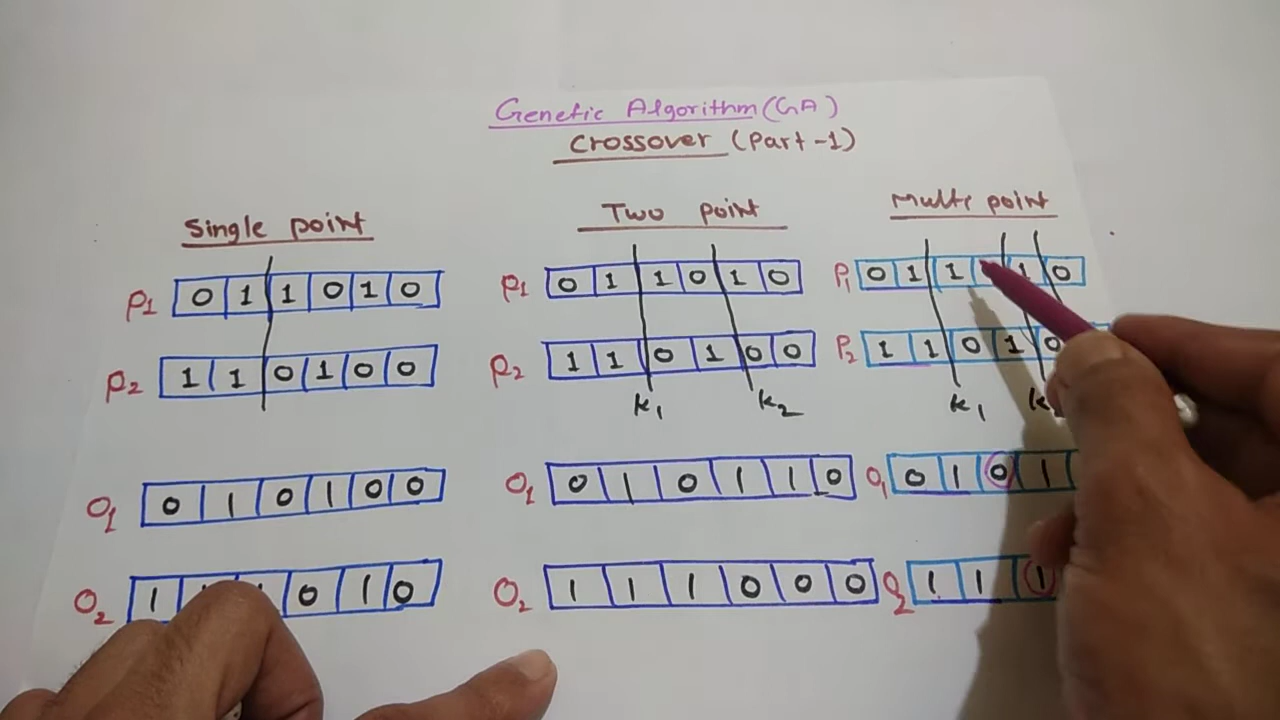 Genetic Algorithm (GA)
Crossover (Part-1)
Single point
Two point
Multi point
P1 0 1 1 0 1 0
P1 0 1 1 0 1 0
P1 0 1 1 1 0
P2 1 1 0 1 0 0
P2 1 1 0 1 0 0
P2 1 1 0 1 0
K1 K2
K1 K
O1 0 1 0 1 0 0
O1 0 1 0 1 1 0
O1 0 1 0 1
O2 1 1 0 1 0
O2 1 1 1 0 0 0
O2 1 1 1